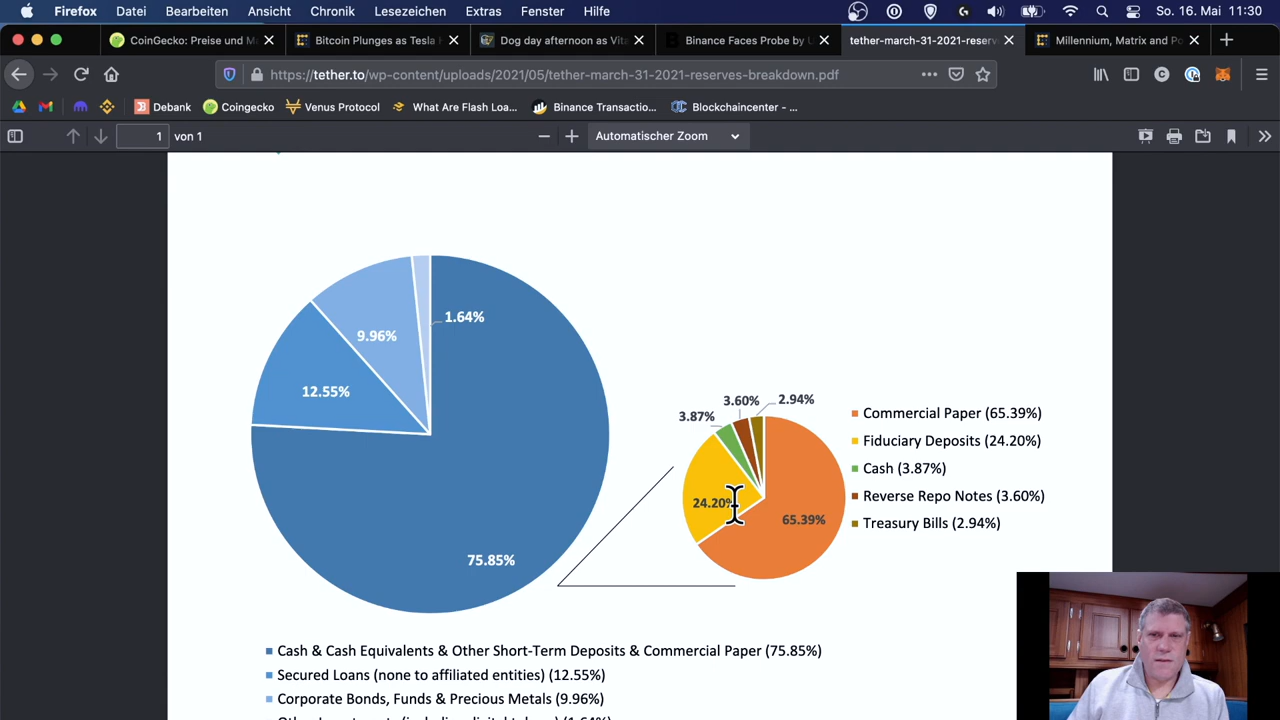 Firefox Datei Bearbeiten Ansicht Chronik Lesezeichen Extras Fenster Hilfe So. 16. Mai 11:30
CoinGecko: Preise und M
Bitcoin Plunges as Tesla
Dog day afternoon as Vita
Binance Faces Probe by U
tether-march-31-2021-reserv
Millennium, Matrix and Po
https://tether.to/wp-content/uploads/2021/05/tether-march-31-2021-reserves-breakdown.pdf
Debank Coingecko Venus Protocol What Are Flash Loa... Binance Transactio... Blockchaincenter - ...
1 von 1 Automatischer Zoom
1.64%
9.96%
12.55%
75.85%
3.60%
2.94%
3.87%
24.20%
65.39%
Commercial Paper (65.39%)
Fiduciary Deposits (24.20%)
Cash (3.87%)
Reverse Repo Notes (3.60%)
Treasury Bills (2.94%)
Cash & Cash Equivalents & Other Short-Term Deposits & Commercial Paper (75.85%)
Secured Loans (none to affiliated entities) (12.55%)
Corporate Bonds, Funds & Precious Metals (9.96%)